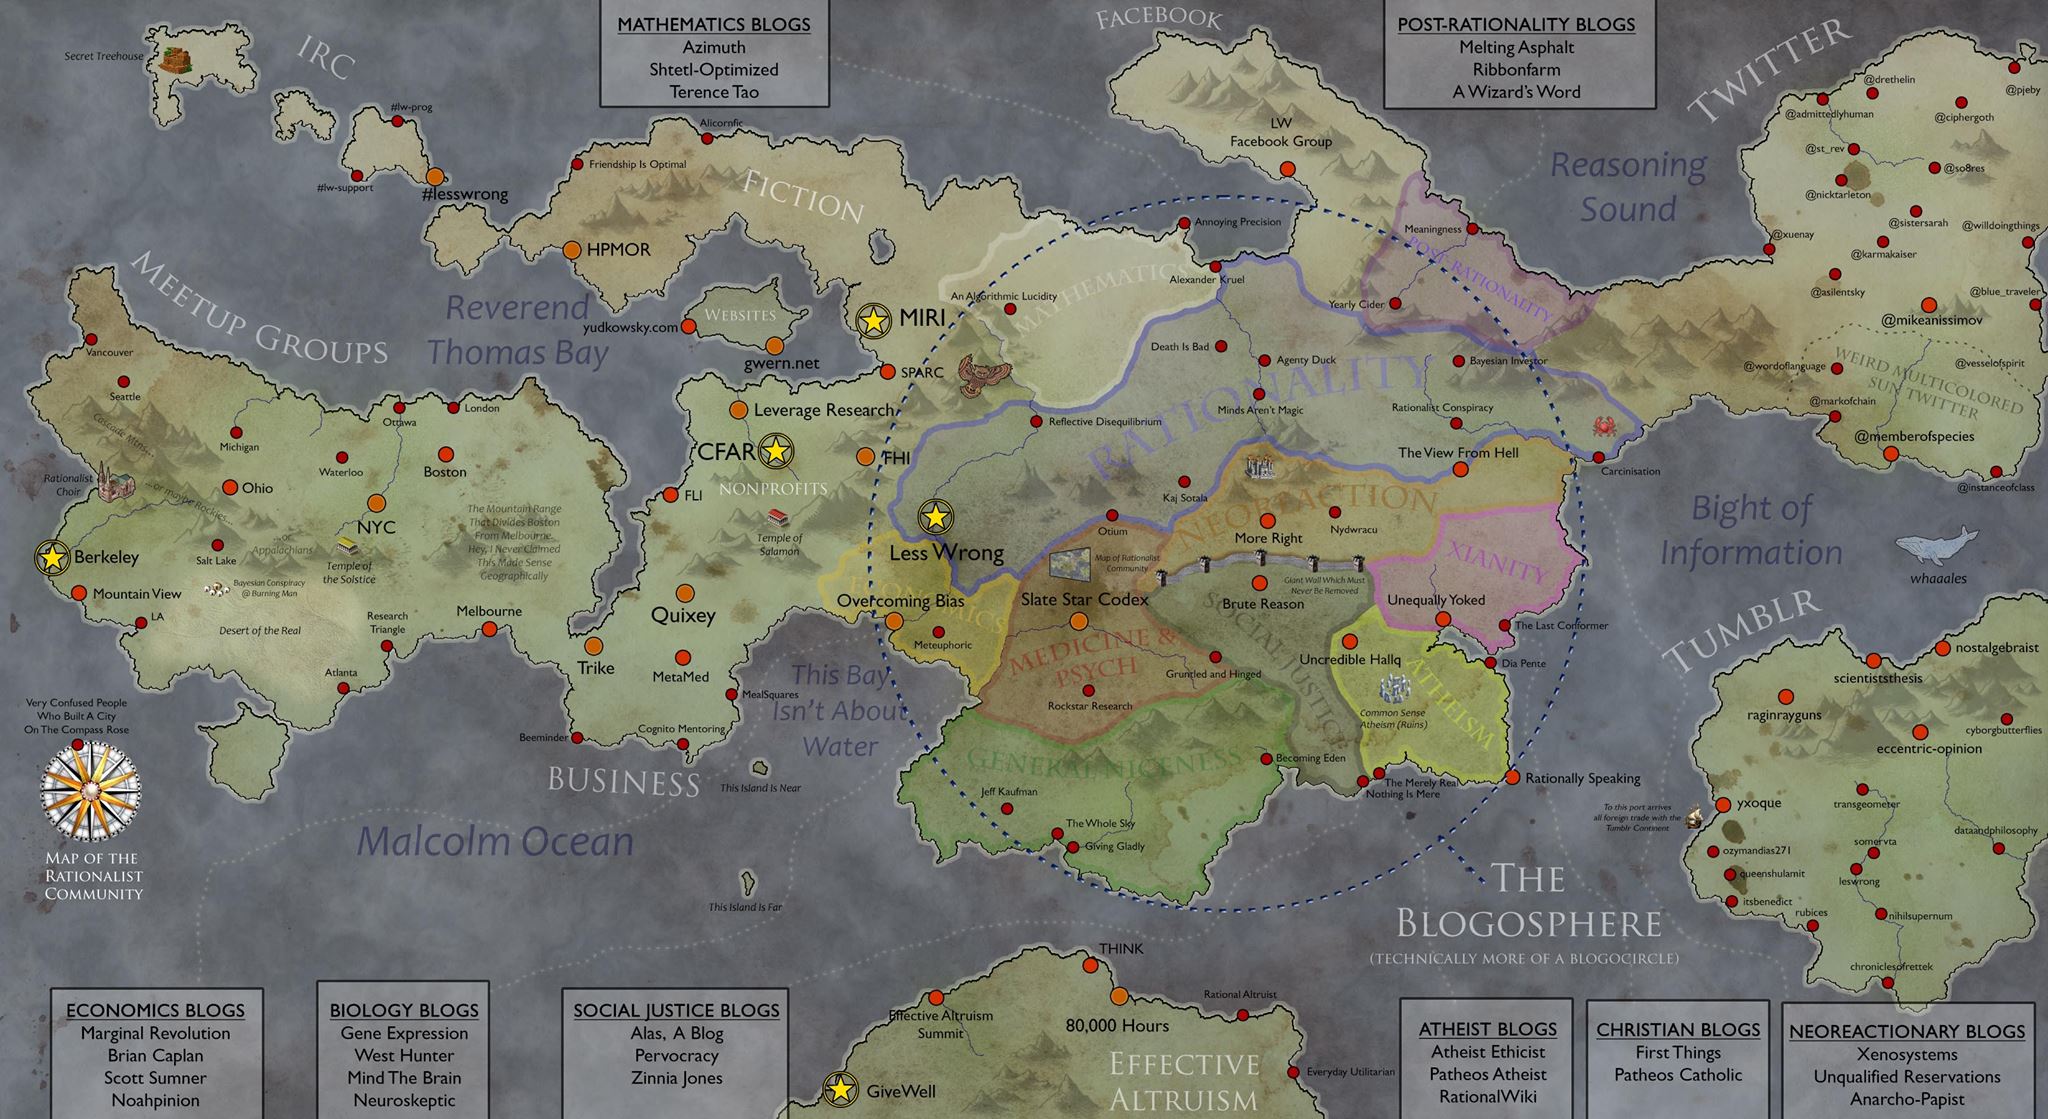 MATHEMATICS BLOGS
Azimuth
Shtetl-Optimized
Terence Tao
FACEBOOK
POST-RATIONALITY BLOGS
Melting Asphalt
Ribbonfarm
A Wizard's Word
TWITTER
Secret Treehouse
IRC
#lw-prog
#lw-support
#lesswrong
Alicornfic
Friendship Is Optimal
FICTION
HPMOR
LW
Facebook Group
Reasoning
Sound
@drethelin
@pjeby
@admittedlyhuman
@ciphergoth
@st_rev
@so8res
@nicktarleton
@sistersarah
@willdoingthings
@xuenay
@karmakaiser
@asilentsky
@blue_traveler
@mikeanissimov
WEIRD MULTICOLORED
SUN TWITTER
@vesselofspirit
@wordoflanguage
@markofchain
@memberofspecies
@instanceofclass
MEETUP GROUPS
Reverend
Thomas Bay
yudkowsky.com
WEBSITES
gwern.net
MIRI
SPARC
Annoying Precision
Meaningness
POST-RATIONALITY
Alexander Kruel
An Algorithmic Lucidity
MATHEMATICS
Yearly Cider
Death Is Bad
Agenty Duck
Bayesian Investor
RATIONALITY
Minds Aren't Magic
Rationalist Conspiracy
Reflective Disequilibrium
The View From Hell
Carcinisation
Vancouver
Seattle
Cascade Mtns...
Michigan
Ottawa
London
Waterloo
Boston
Rationalist
Choir
...or maybe Rockies...
Ohio
NYC
...or
Appalachians
The Mountain Range
That Divides Boston
From Melbourne.
Hey, I Never Claimed
This Made Sense
Geographically
Berkeley
Salt Lake
Temple of
the Solstice
Bayesian Conspiracy
@ Burning Man
Mountain View
LA
Desert of the Real
Research
Triangle
Melbourne
Atlanta
Leverage Research
CFAR
FHI
NONPROFITS
FLI
Temple of
Salamon
Quixey
Trike
MetaMed
MealSquares
Cognito Mentoring
Beeminder
BUSINESS
Kaj Sotala
Otium
NEOREACTION
More Right
Nydwracu
Less Wrong
Map of Rationalist
Community
Giant Wall Which Must
Never Be Removed
XIANITY
Bight of
Information
whaaales
ECONOMICS
Overcoming Bias
Meteuphoric
Slate Star Codex
MEDICINE &
PSYCH
Brute Reason
SOCIAL JUSTICE
Unequally Yoked
The Last Conformer
Uncredible Hallq
ATHEISM
Dia Pente
Gruntled and Hinged
Rockstar Research
Common Sense
Atheism (Ruins)
TUMBLR
nostalgebraist
scientiststhesis
raginrayguns
cyborgbutterflies
eccentric-opinion
Very Confused People
Who Built A City
On The Compass Rose
This Bay
Isn't About
Water
This Island Is Near
GENERAL NICENESS
Becoming Eden
The Merely Real
Nothing Is Mere
Rationally Speaking
Jeff Kaufman
The Whole Sky
Giving Gladly
To this port arrives
all foreign trade with the
Tumblr Continent
yxoque
transgeometer
dataandphilosophy
ozymandias271
somervta
queenshulamit
leswrong
itsbenedict
nihilsupernum
rubices
chroniclesofrettek
Malcolm Ocean
MAP OF THE
RATIONALIST
COMMUNITY
This Island Is Far
THE
BLOGOSPHERE
(TECHNICALLY MORE OF A BLOGOCIRCLE)
THINK
Effective Altruism
Summit
80,000 Hours
Rational Altruist
EFFECTIVE
ALTRUISM
Everyday Utilitarian
GiveWell
ECONOMICS BLOGS
Marginal Revolution
Brian Caplan
Scott Sumner
Noahpinion
BIOLOGY BLOGS
Gene Expression
West Hunter
Mind The Brain
Neuroskeptic
SOCIAL JUSTICE BLOGS
Alas, A Blog
Pervocracy
Zinnia Jones
ATHEIST BLOGS
Atheist Ethicist
Patheos Atheist
RationalWiki
CHRISTIAN BLOGS
First Things
Patheos Catholic
NEOREACTIONARY BLOGS
Xenosystems
Unqualified Reservations
Anarcho-Papist